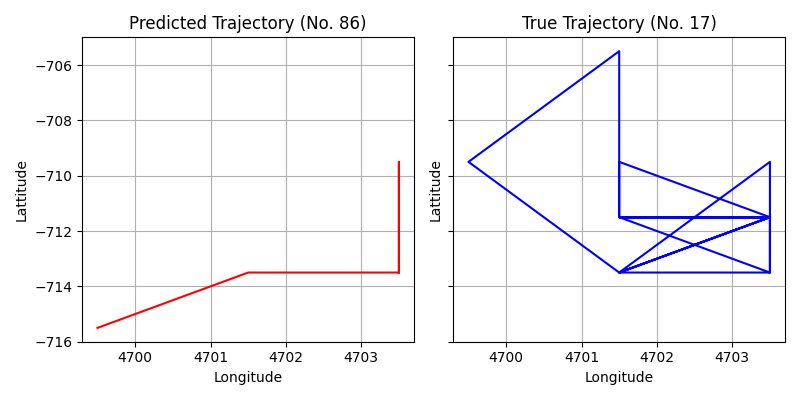 Predicted Trajectory (No. 86)
−706
−708
−710
−712
−714
−716
Lattitude
4700 4701 4702 4703
Longitude
True Trajectory (No. 17)
Lattitude
4700 4701 4702 4703
Longitude